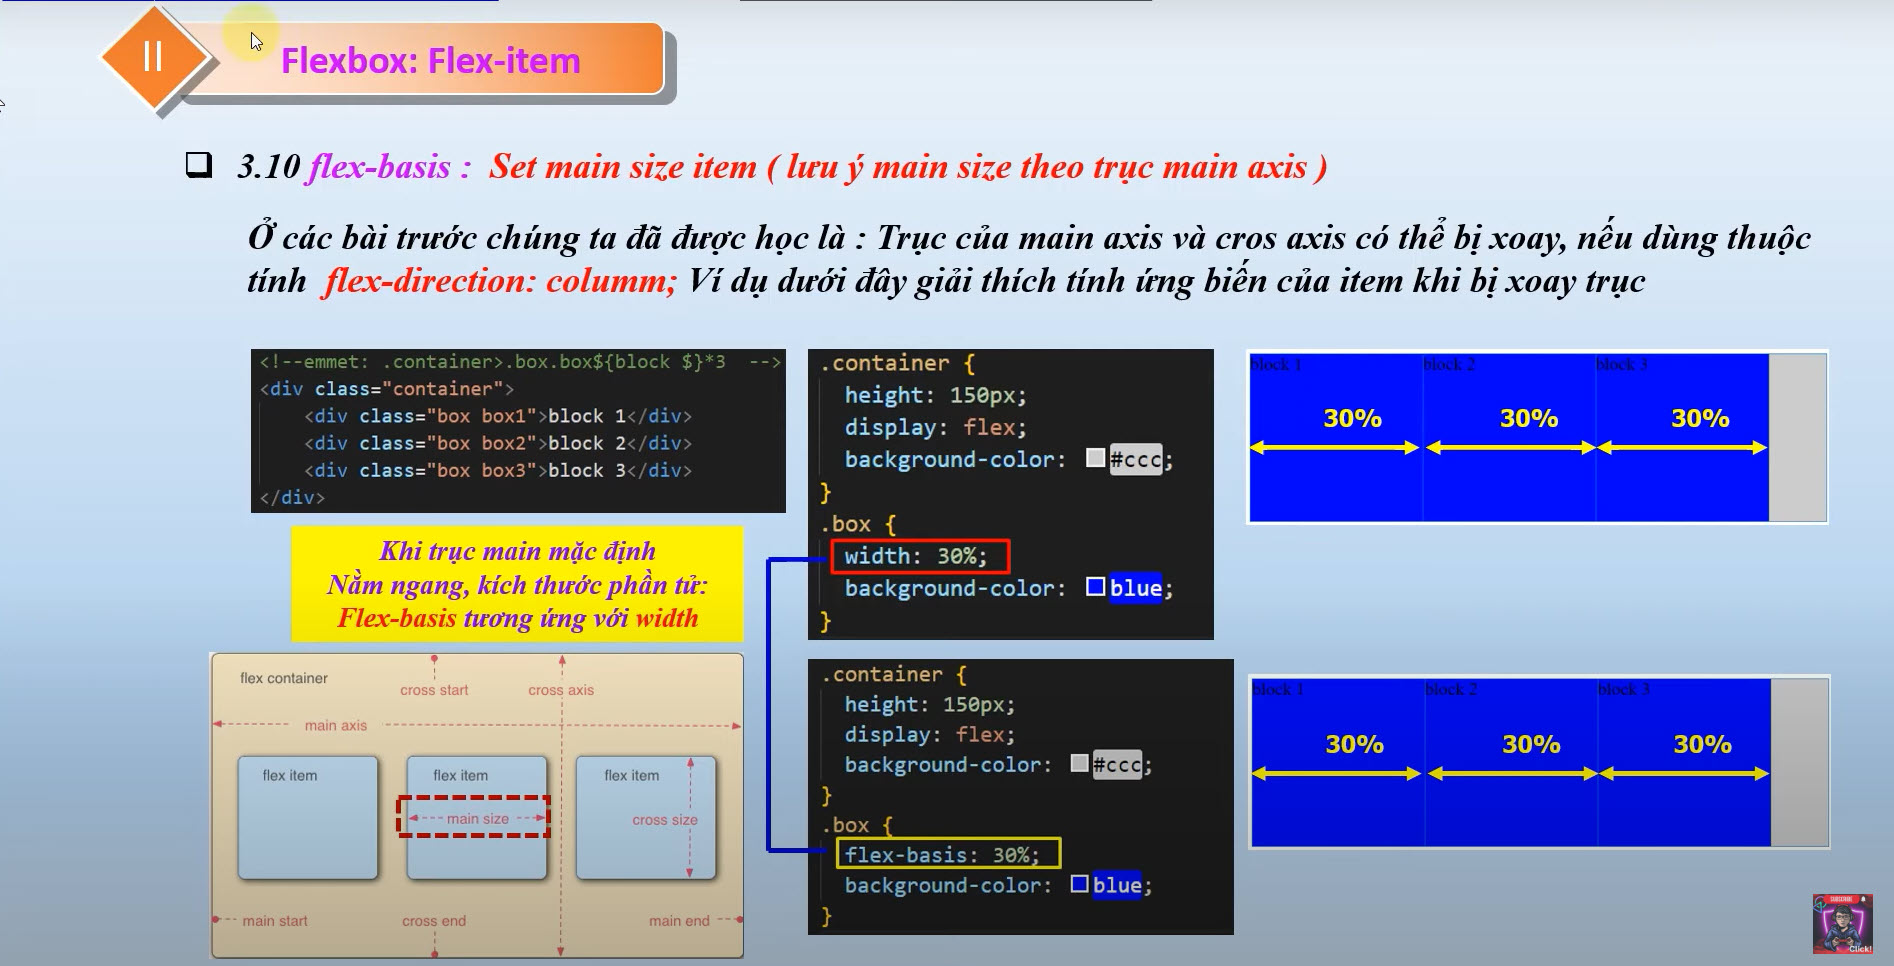 II
Flexbox: Flex-item
3.10 flex-basis : Set main size item ( lưu ý main size theo trục main axis )
Ở các bài trước chúng ta đã được học là : Trục của main axis và cros axis có thể bị xoay, nếu dùng thuộc
tính flex-direction: columm; Ví dụ dưới đây giải thích tính ứng biến của item khi bị xoay trục
<!--emmet: .container>.box.box${block $}*3 -->
<div class="container">
<div class="box box1">block 1</div>
<div class="box box2">block 2</div>
<div class="box box3">block 3</div>
</div>
Khi trục main mặc định
Nằm ngang, kích thước phần tử:
Flex-basis tương ứng với width
flex container
cross start
cross axis
main axis
flex item
flex item
flex item
main size
cross size
main start
cross end
main end
.container {
height: 150px;
display: flex;
background-color: #ccc;
}
.box {
width: 30%;
background-color: blue;
}
.container {
height: 150px;
display: flex;
background-color: #ccc;
}
.box {
flex-basis: 30%;
background-color: blue;
}
block 1
block 2
block 3
30%
30%
30%
block 1
block 2
block 3
30%
30%
30%
SUBSCRIBE
Click!